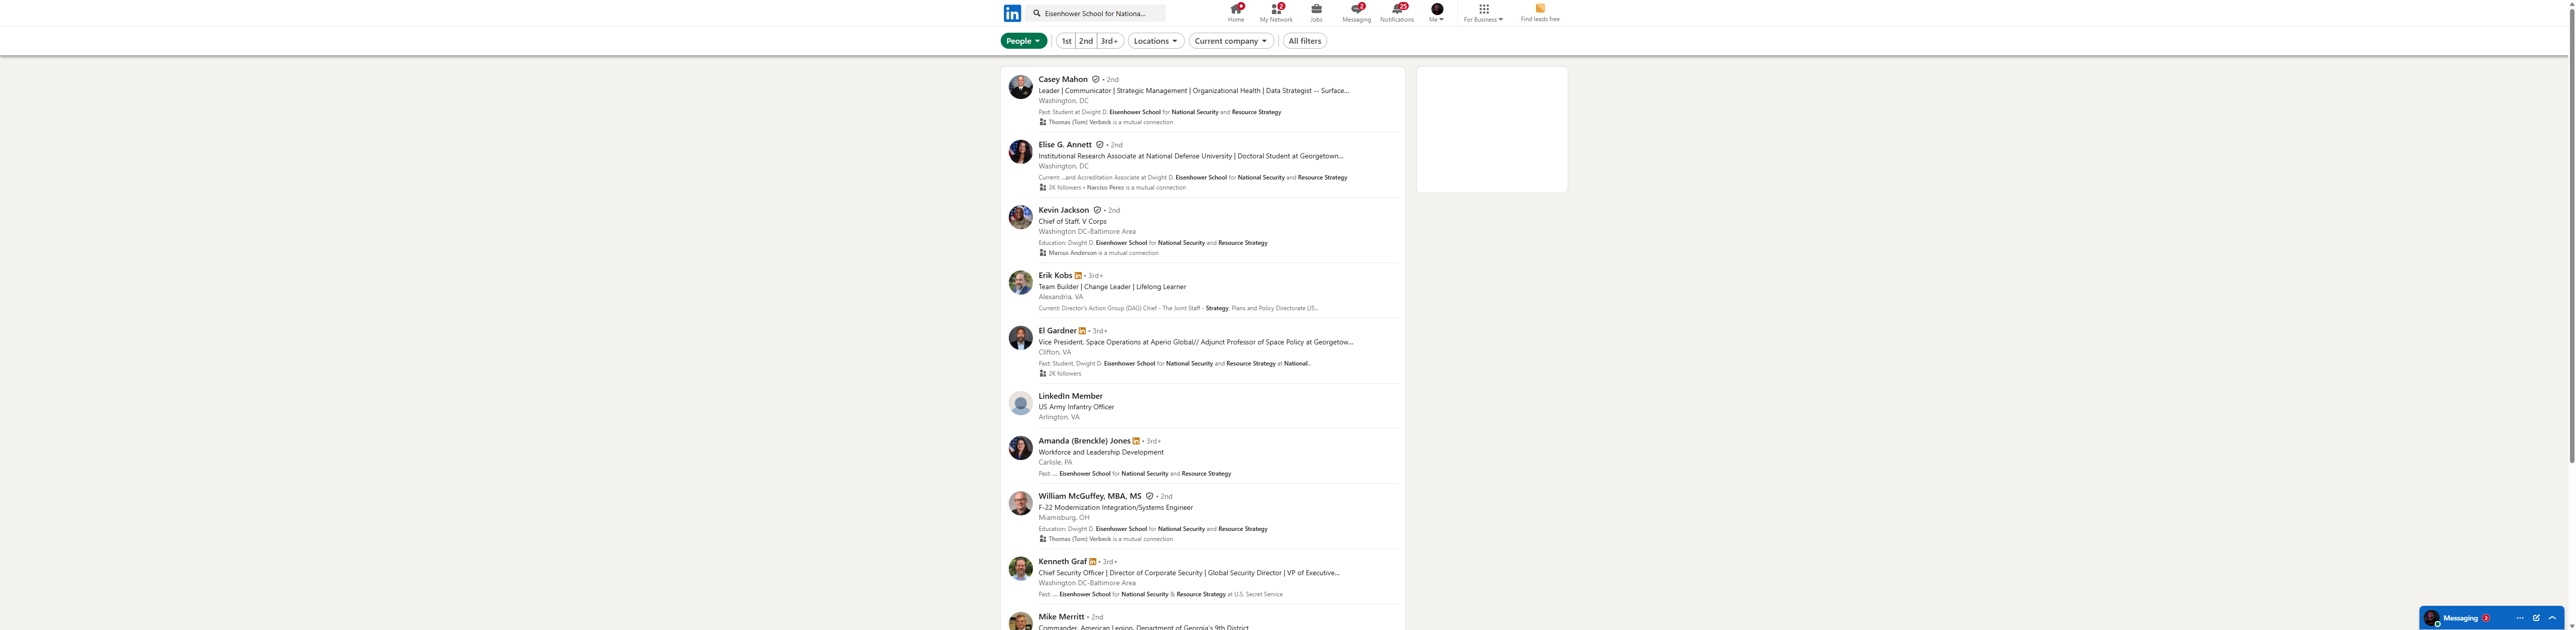 in
Eisenhower School for Nationa...
Home
2
My Network
Jobs
2
Messaging
25
Notifications
Me
For Business
Find leads free
People
1st
2nd
3rd+
Locations
Current company
All filters
Casey Mahon • 2nd
Leader | Communicator | Strategic Management | Organizational Health | Data Strategist -- Surface...
Washington, DC
Past: Student at Dwight D. Eisenhower School for National Security and Resource Strategy
Thomas (Tom) Verbeck is a mutual connection
Elise G. Annett • 2nd
Institutional Research Associate at National Defense University | Doctoral Student at Georgetown...
Washington, DC
Current: ...and Accreditation Associate at Dwight D. Eisenhower School for National Security and Resource Strategy
3K followers • Narciso Perez is a mutual connection
Kevin Jackson • 2nd
Chief of Staff, V Corps
Washington DC-Baltimore Area
Education: Dwight D. Eisenhower School for National Security and Resource Strategy
Marcus Anderson is a mutual connection
Erik Kobs in • 3rd+
Team Builder | Change Leader | Lifelong Learner
Alexandria, VA
Current: Director's Action Group (DAG) Chief - The Joint Staff - Strategy, Plans and Policy Directorate (J5...
El Gardner in • 3rd+
Vice President, Space Operations at Aperio Global// Adjunct Professor of Space Policy at Georgetow...
Clifton, VA
Past: Student, Dwight D. Eisenhower School for National Security and Resource Strategy at National...
2K followers
LinkedIn Member
US Army Infantry Officer
Arlington, VA
Amanda (Brenckle) Jones in • 3rd+
Workforce and Leadership Development
Carlisle, PA
Past: ... Eisenhower School for National Security and Resource Strategy
William McGuffey, MBA, MS • 2nd
F-22 Modernization Integration/Systems Engineer
Miamisburg, OH
Education: Dwight D. Eisenhower School for National Security and Resource Strategy
Thomas (Tom) Verbeck is a mutual connection
Kenneth Graf in • 3rd+
Chief Security Officer | Director of Corporate Security | Global Security Director | VP of Executive...
Washington DC-Baltimore Area
Past: ... Eisenhower School for National Security & Resource Strategy at U.S. Secret Service
Mike Merritt • 2nd
Commander, American Legion, Department of Georgia's 9th District
Messaging 2